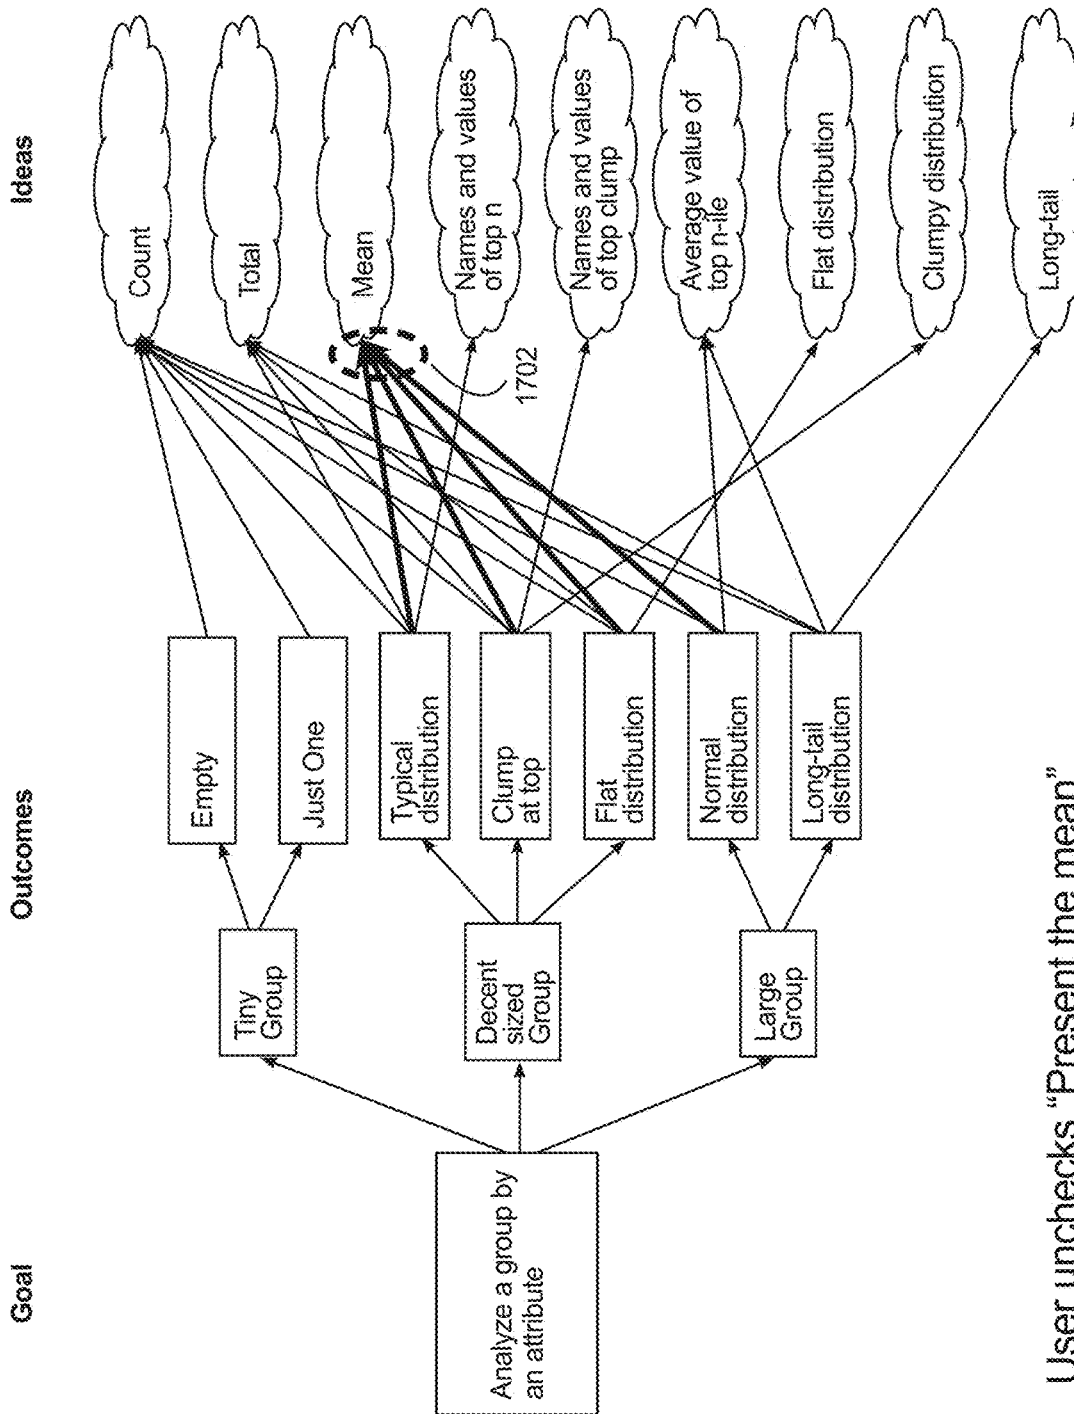 Goal
Outcomes
Ideas
Analyze a group by
an attribute
Tiny
Group
Decent
sized
Group
Large
Group
Empty
Just One
Typical
distribution
Clump
at top
Flat
distribution
Normal
distribution
Long-tail
distribution
1702
Count
Total
Mean
Names and values
of top n
Names and values
of top clump
Average value of
top n-ile
Flat distribution
Clumpy distribution
Long-tail
User unchecks “Present the mean”